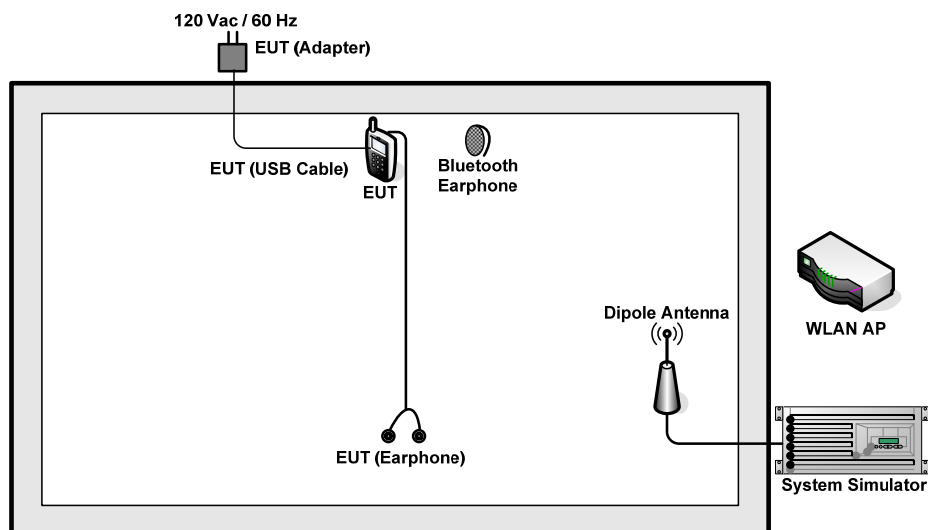 120 Vac / 60 Hz
EUT (Adapter)
EUT (USB Cable)
EUT
Bluetooth
Earphone
Dipole Antenna
WLAN AP
EUT (Earphone)
System Simulator